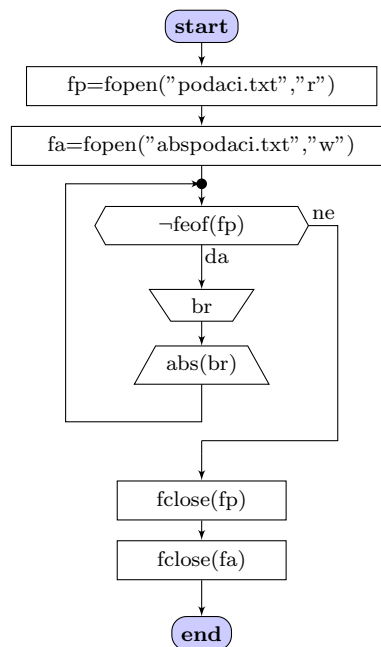 start
fp=fopen(”podaci.txt”,”r”)
fa=fopen(”abspodaci.txt”,”w”)
¬feof(fp)
ne
da
br
abs(br)
fclose(fp)
fclose(fa)
end